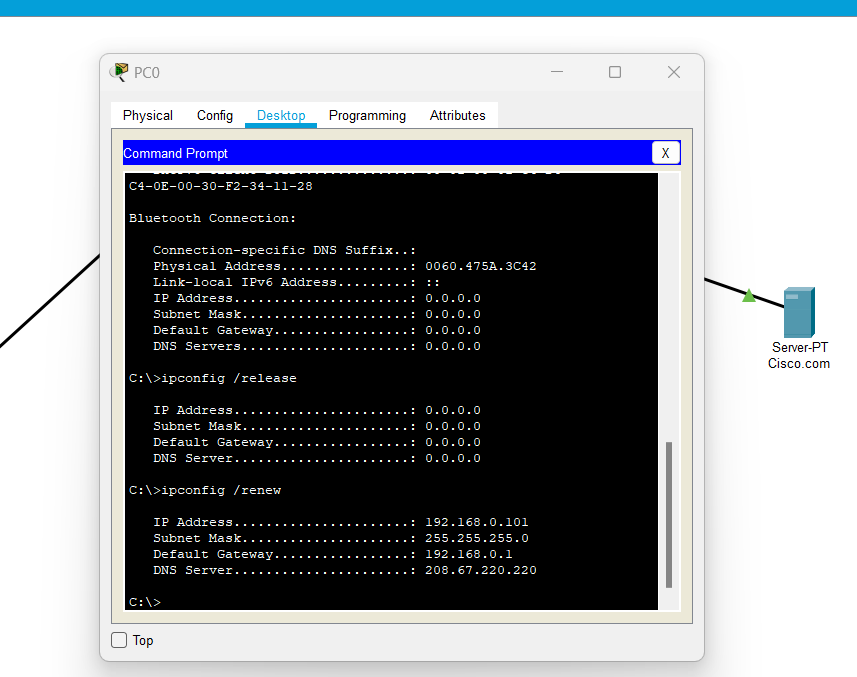 PC0
Physical Config Desktop Programming Attributes
Command Prompt
X
C4-0E-00-30-F2-34-11-28
Bluetooth Connection:
Connection-specific DNS Suffix..:
Physical Address................: 0060.475A.3C42
Link-local IPv6 Address.........: ::
IP Address......................: 0.0.0.0
Subnet Mask.....................: 0.0.0.0
Default Gateway.................: 0.0.0.0
DNS Servers.....................: 0.0.0.0
C:\>ipconfig /release
IP Address......................: 0.0.0.0
Subnet Mask.....................: 0.0.0.0
Default Gateway.................: 0.0.0.0
DNS Server......................: 0.0.0.0
C:\>ipconfig /renew
IP Address......................: 192.168.0.101
Subnet Mask.....................: 255.255.255.0
Default Gateway.................: 192.168.0.1
DNS Server......................: 208.67.220.220
C:\>
Top
Server-PT
Cisco.com